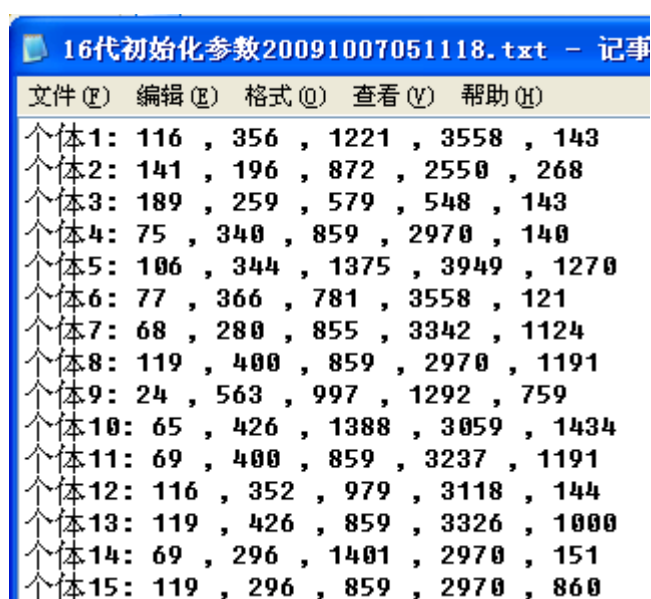 16代初始化参数20091007051118.txt - 记事
文件(F) 编辑(E) 格式(O) 查看(V) 帮助(H)
个体1: 116 , 356 , 1221 , 3558 , 143
个体2: 141 , 196 , 872 , 2550 , 268
个体3: 189 , 259 , 579 , 548 , 143
个体4: 75 , 340 , 859 , 2970 , 140
个体5: 106 , 344 , 1375 , 3949 , 1270
个体6: 77 , 366 , 781 , 3558 , 121
个体7: 68 , 280 , 855 , 3342 , 1124
个体8: 119 , 400 , 859 , 2970 , 1191
个体9: 24 , 563 , 997 , 1292 , 759
个体10: 65 , 426 , 1388 , 3059 , 1434
个体11: 69 , 400 , 859 , 3237 , 1191
个体12: 116 , 352 , 979 , 3118 , 144
个体13: 119 , 426 , 859 , 3326 , 1000
个体14: 69 , 296 , 1401 , 2970 , 151
个体15: 119 , 296 , 859 , 2970 , 860